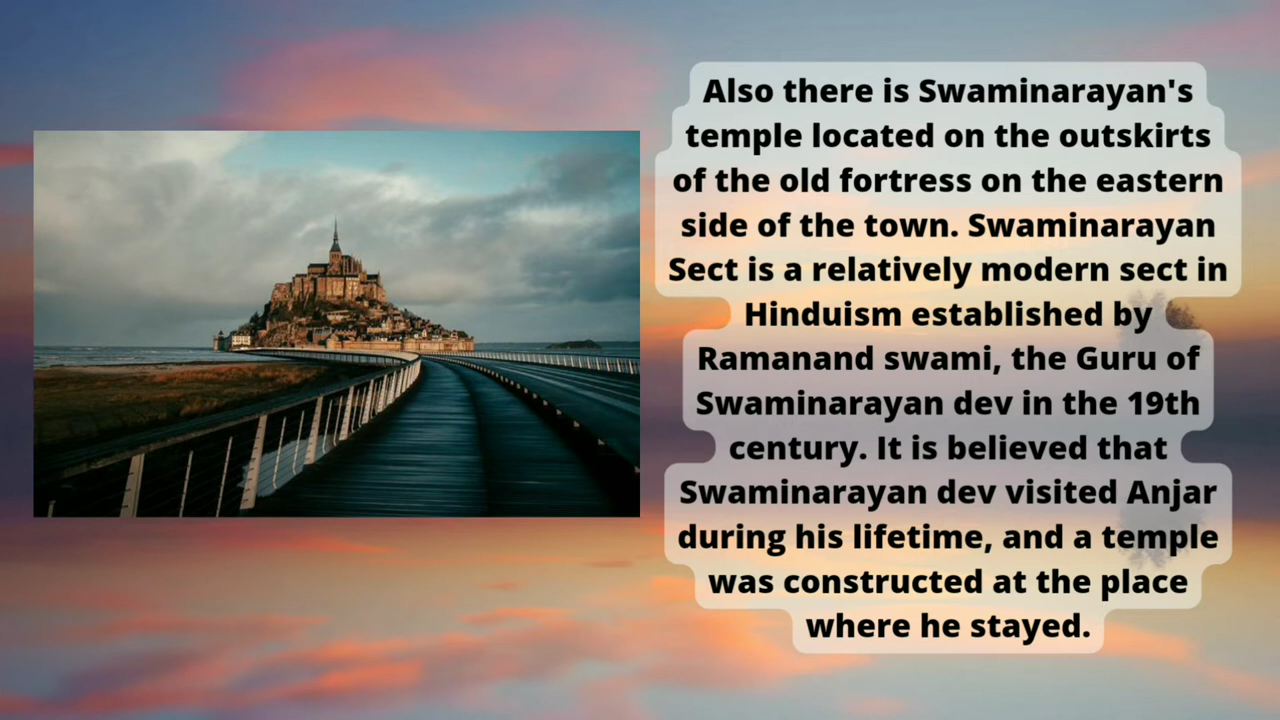 Also there is Swaminarayan's
temple located on the outskirts
of the old fortress on the eastern
side of the town. Swaminarayan
Sect is a relatively modern sect in
Hinduism established by
Ramanand swami, the Guru of
Swaminarayan dev in the 19th
century. It is believed that
Swaminarayan dev visited Anjar
during his lifetime, and a temple
was constructed at the place
where he stayed.